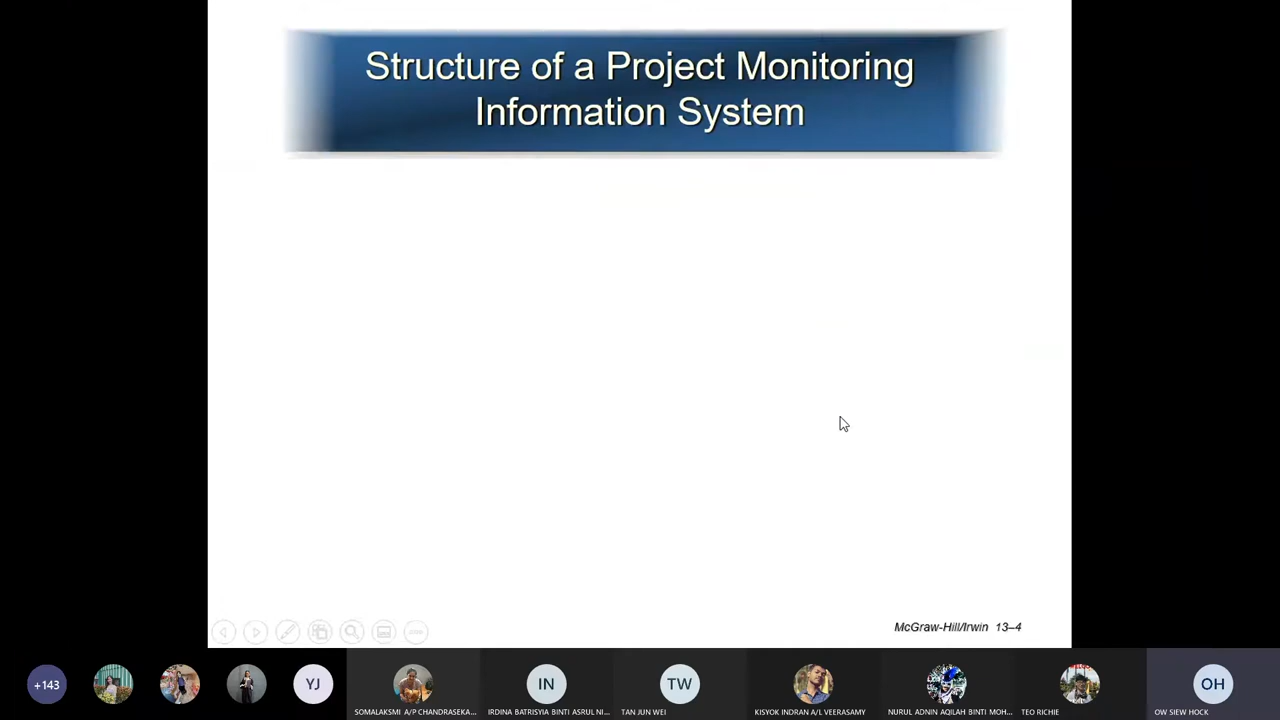 Structure of a Project Monitoring
Information System
McGraw-Hill/Irwin 13–4
+143
YJ
IN
TW
OH
SOMALAKSMI A/P CHANDRASEKA...
IRDINA BATRISYIA BINTI ASRUL NI...
TAN JUN WEI
KISYOK INDRAN A/L VEERASAMY
NURUL ADNIN AQILAH BINTI MOH...
TEO RICHIE
OW SIEW HOCK